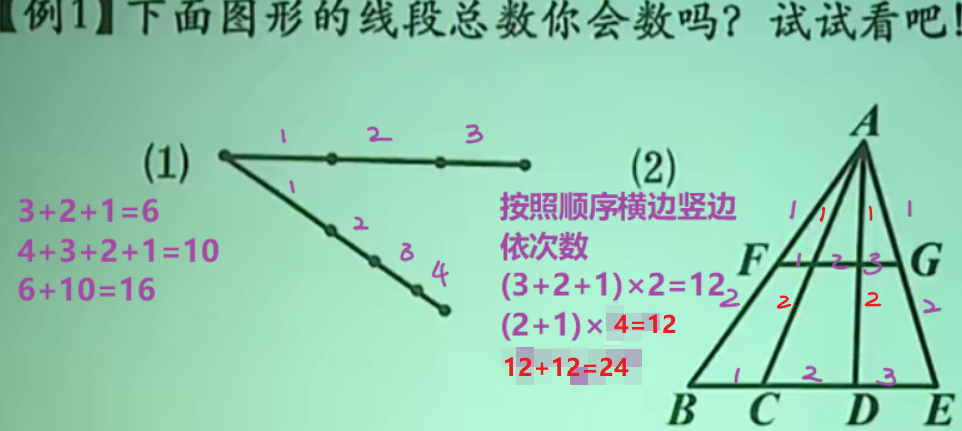 【例1】下面图形的线段总数你会数吗？试试看吧！
(1)
1 2 3
1
2
3
4
3+2+1=6
4+3+2+1=10
6+10=16
(2)
按照顺序横边竖边
依次数
(3+2+1)×2=12
(2+1)×4=12
12+12=24
A
1 1 1 1
F 1 2 3 G
2 2 2 2
1 2 3
B C D E